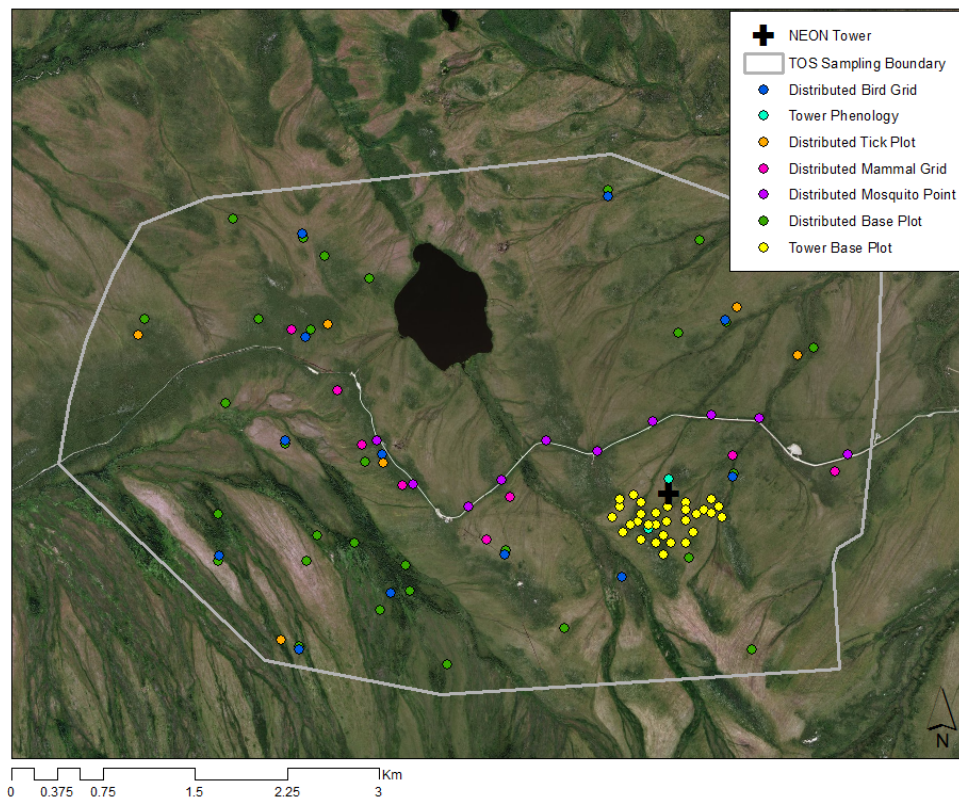 NEON Tower
TOS Sampling Boundary
Distributed Bird Grid
Tower Phenology
Distributed Tick Plot
Distributed Mammal Grid
Distributed Mosquito Point
Distributed Base Plot
Tower Base Plot
N
Km
0 0.375 0.75 1.5 2.25 3